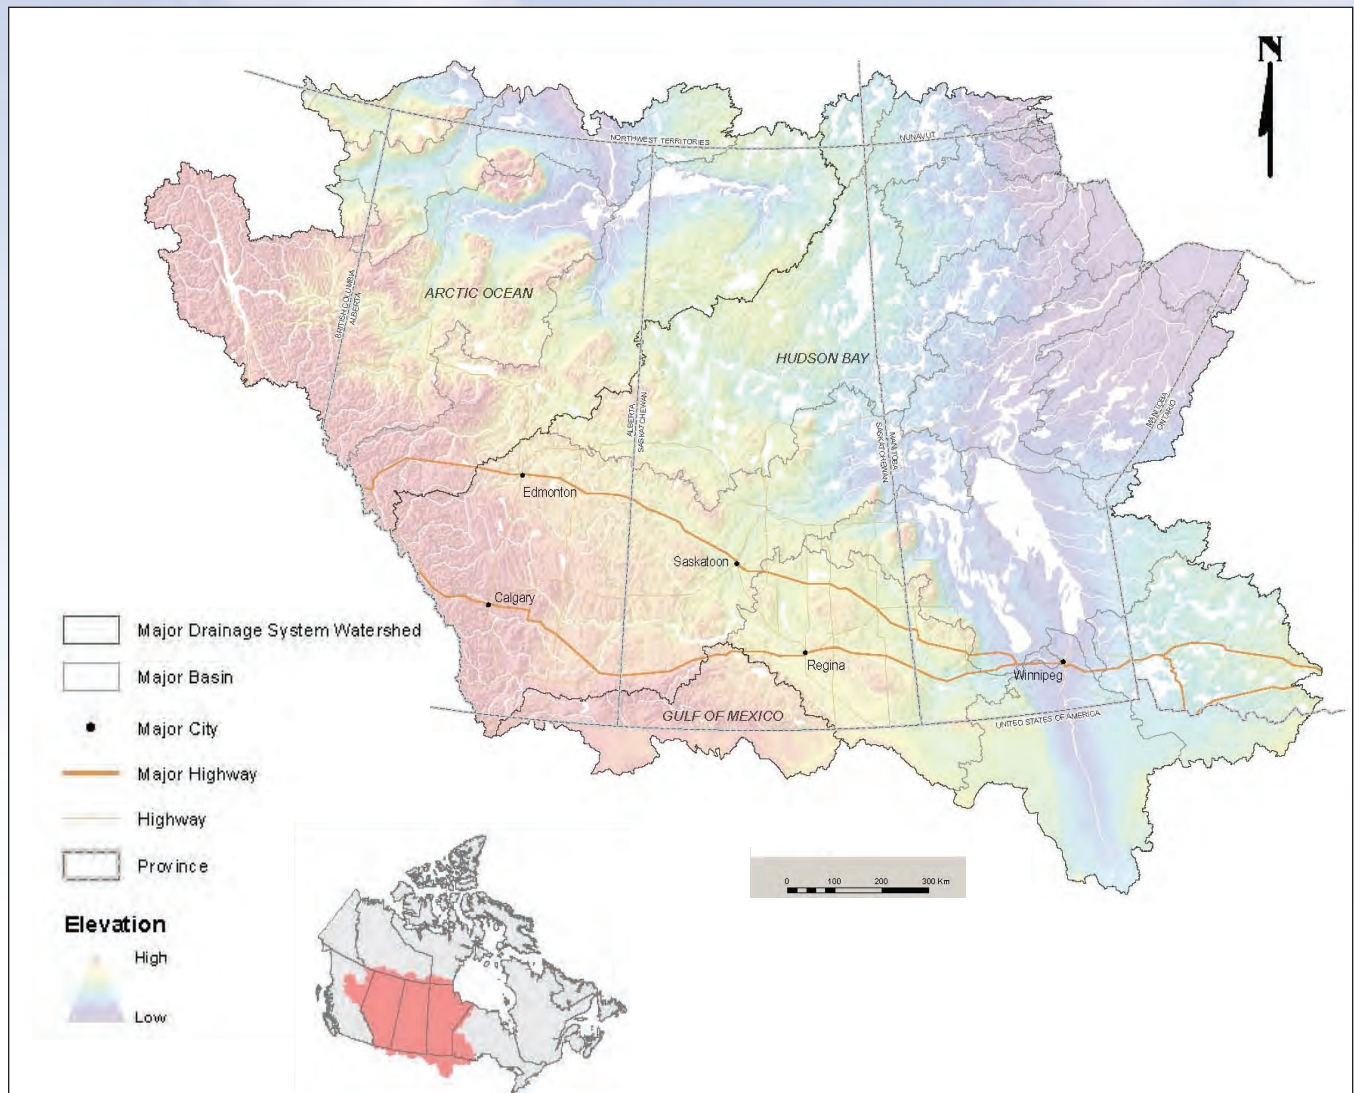 N
NORTHWEST TERRITORIES
NUNAVUT
BRITISH COLUMBIA
ALBERTA
ARCTIC OCEAN
HUDSON BAY
ALBERTA
SASKATCHEWAN
MANITOBA
SASKATCHEWAN
MANITOBA
ONTARIO
Edmonton
Saskatoon
Calgary
Regina
Winnipeg
GULF OF MEXICO
UNITED STATES OF AMERICA
Major Drainage System Watershed
Major Basin
Major City
Major Highway
Highway
Province
Elevation
High
Low
0 100 200 300 Km